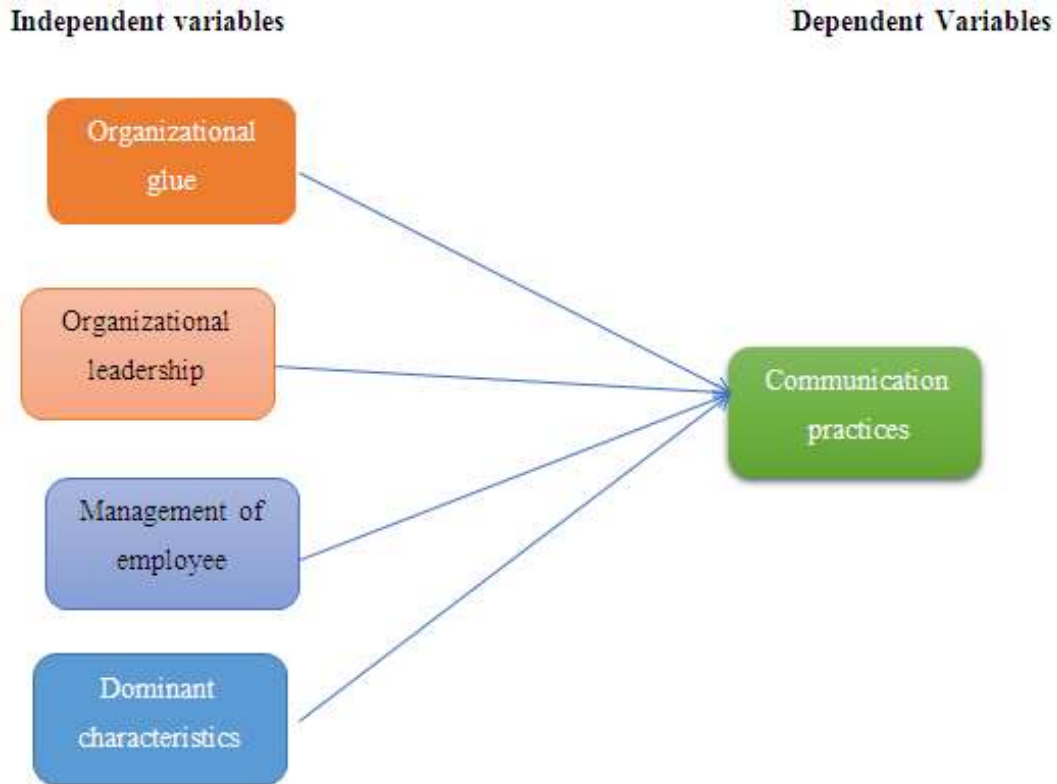 Independent variables
Dependent Variables
Organizational
glue
Organizational
leadership
Communication
practices
Management of
employee
Dominant
characteristics